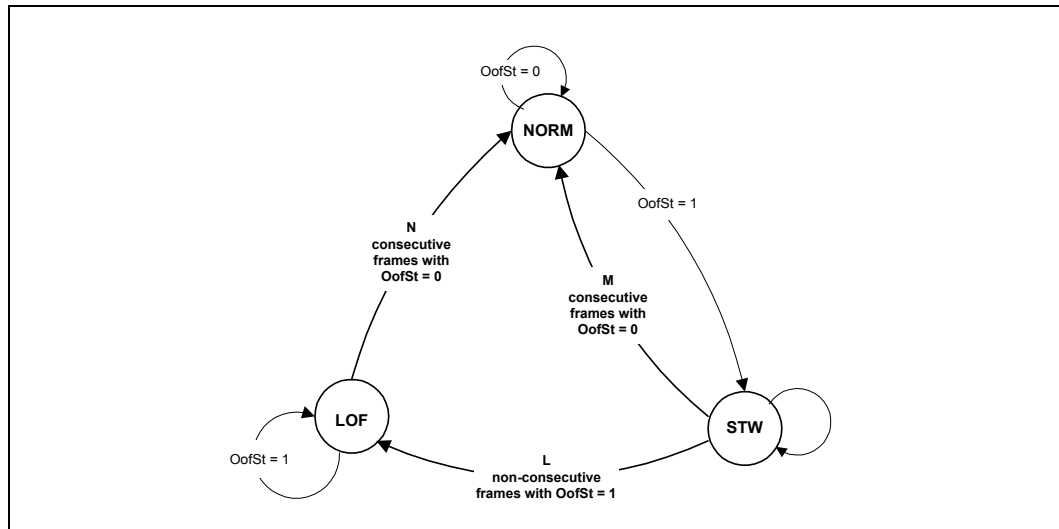 OofSt = 0
NORM
OofSt = 1
N
consecutive
frames with
OofSt = 0
M
consecutive
frames with
OofSt = 0
LOF
STW
OofSt = 1
L
non-consecutive
frames with OofSt = 1